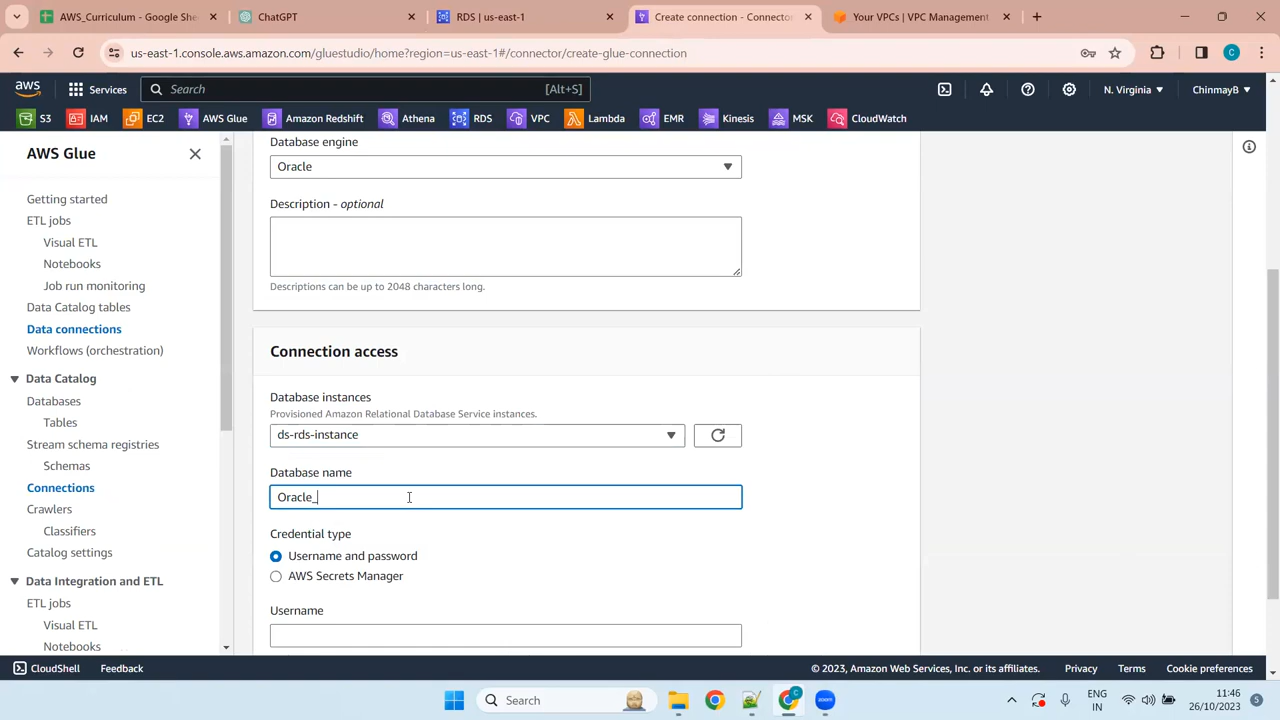 AWS_Curriculum - Google She
ChatGPT
RDS | us-east-1
Create connection - Connector
Your VPCs | VPC Management
us-east-1.console.aws.amazon.com/gluestudio/home?region=us-east-1#/connector/create-glue-connection
C
aws
Services
Search
[Alt+S]
N. Virginia
ChinmayB
S3
IAM
EC2
AWS Glue
Amazon Redshift
Athena
RDS
VPC
Lambda
EMR
Kinesis
MSK
CloudWatch
AWS Glue
Getting started
ETL jobs
Visual ETL
Notebooks
Job run monitoring
Data Catalog tables
Data connections
Workflows (orchestration)
Data Catalog
Databases
Tables
Stream schema registries
Schemas
Connections
Crawlers
Classifiers
Catalog settings
Data Integration and ETL
ETL jobs
Visual ETL
Notebooks
Database engine
Oracle
Description - optional
Descriptions can be up to 2048 characters long.
Connection access
Database instances
Provisioned Amazon Relational Database Service instances.
ds-rds-instance
Database name
Oracle_
Credential type
Username and password
AWS Secrets Manager
Username
CloudShell
Feedback
© 2023, Amazon Web Services, Inc. or its affiliates.
Privacy
Terms
Cookie preferences
Search
C
zoom
ENG
IN
11:46
26/10/2023
5